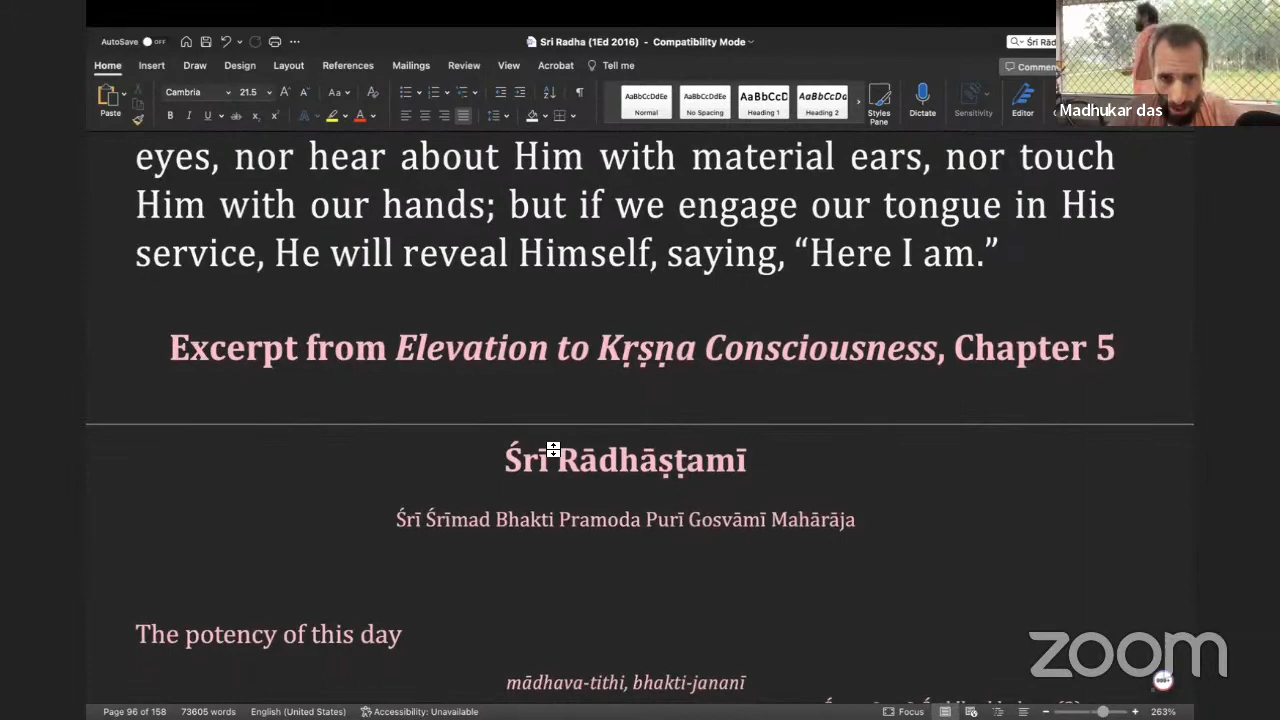 AutoSave OFF
Sri Radha (1Ed 2016) - Compatibility Mode
Home Insert Draw Design Layout References Mailings Review View Acrobat Tell me
Paste
Cambria 21.5
AaBbCcDdEe AaBbCcDdEe AaBbCcD AaBbCcDc
Normal No Spacing Heading 1 Heading 2
Styles Pane
Dictate
Sensitivity
Editor
Madhukar das
eyes, nor hear about Him with material ears, nor touch
Him with our hands; but if we engage our tongue in His
service, He will reveal Himself, saying, “Here I am.”
Excerpt from Elevation to Kṛṣṇa Consciousness, Chapter 5
Śrī Rādhāṣṭamī
Śrī Śrīmad Bhakti Pramoda Purī Gosvāmī Mahārāja
The potency of this day
mādhava-tithi, bhakti-jananī
zoom
Page 96 of 158 73605 words English (United States) Accessibility: Unavailable Focus 263%